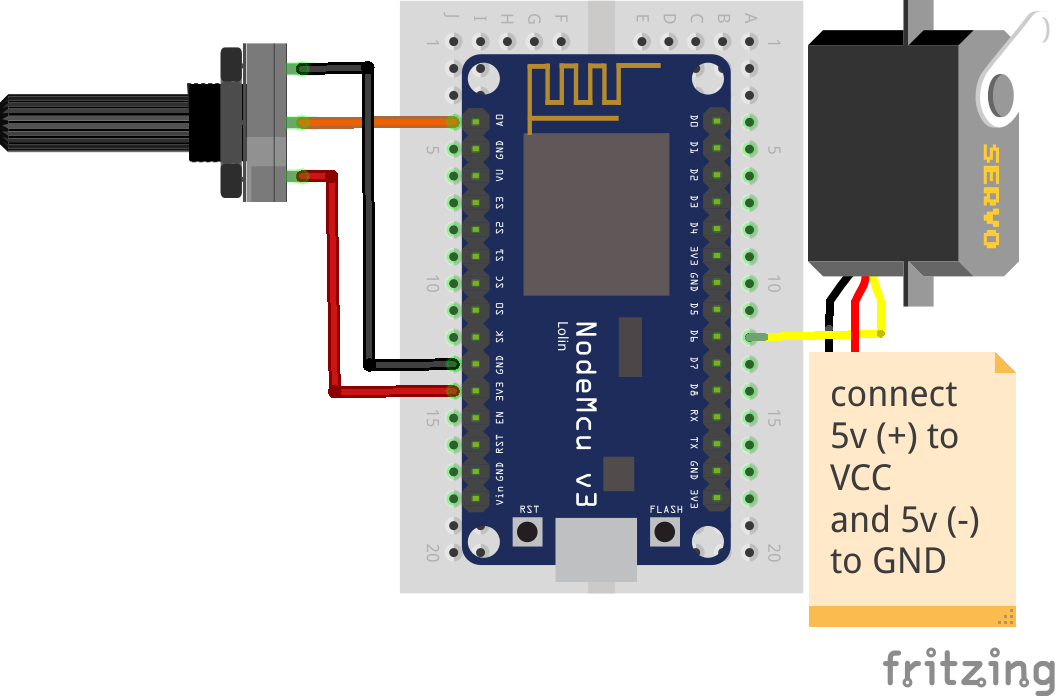 J I H G F E D C B A
1 1
A0 D0
GND D1
5 5
VU D2
S3 D3
S2 D4
S1 3V3
SC GND
10 10
S0 D5
SK D6
GND D7
3V3 D8
EN RX
15 15
RST TX
GND GND
Vin 3V3
20 20
NodeMcu v3
Lolin
RST
FLASH
SERVO
connect
5v (+) to
VCC
and 5v (-)
to GND
fritzing